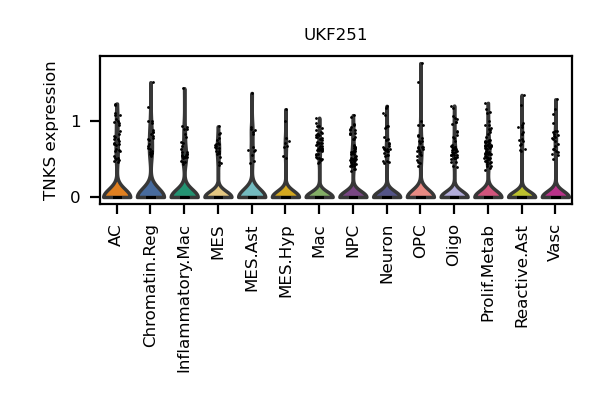 UKF251
TNKS expression
1
0
AC
Chromatin.Reg
Inflammatory.Mac
MES
MES.Ast
MES.Hyp
Mac
NPC
Neuron
OPC
Oligo
Prolif.Metab
Reactive.Ast
Vasc